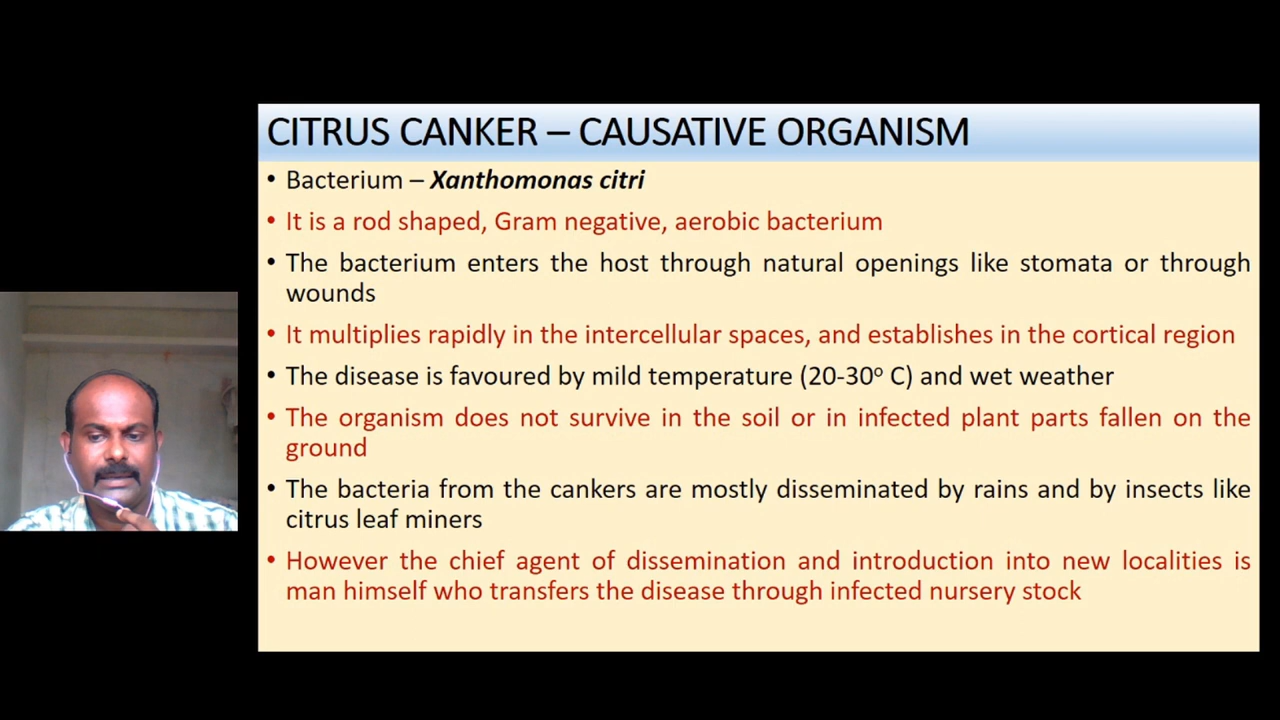 CITRUS CANKER – CAUSATIVE ORGANISM
• Bacterium – Xanthomonas citri
• It is a rod shaped, Gram negative, aerobic bacterium
• The bacterium enters the host through natural openings like stomata or through
wounds
• It multiplies rapidly in the intercellular spaces, and establishes in the cortical region
• The disease is favoured by mild temperature (20-30º C) and wet weather
• The organism does not survive in the soil or in infected plant parts fallen on the
ground
• The bacteria from the cankers are mostly disseminated by rains and by insects like
citrus leaf miners
• However the chief agent of dissemination and introduction into new localities is
man himself who transfers the disease through infected nursery stock